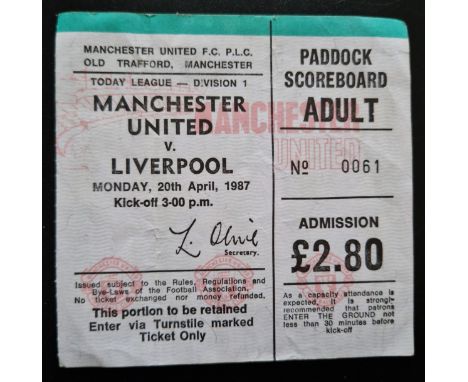 MANCHESTER UNITED F.C. P.L.C.
OLD TRAFFORD, MANCHESTER
TODAY LEAGUE — DIVISION 1
MANCHESTER
UNITED
V.
LIVERPOOL
MONDAY, 20th April, 1987
Kick-off 3-00 p.m.
L. Olive
Secretary.
Issued subject to the Rules, Regulations and
Bye-Laws of the Football Association.
No ticket exchanged nor money refunded.
This portion to be retained
Enter via Turnstile marked
Ticket Only
PADDOCK
SCOREBOARD
ADULT
MANCHESTER
UNITED
No 0061
ADMISSION
£2.80
As a capacity attendance is
expected, it is strongly-
recommended that patrons
ENTER THE GROUND not
less than 30 minutes before
kick-off